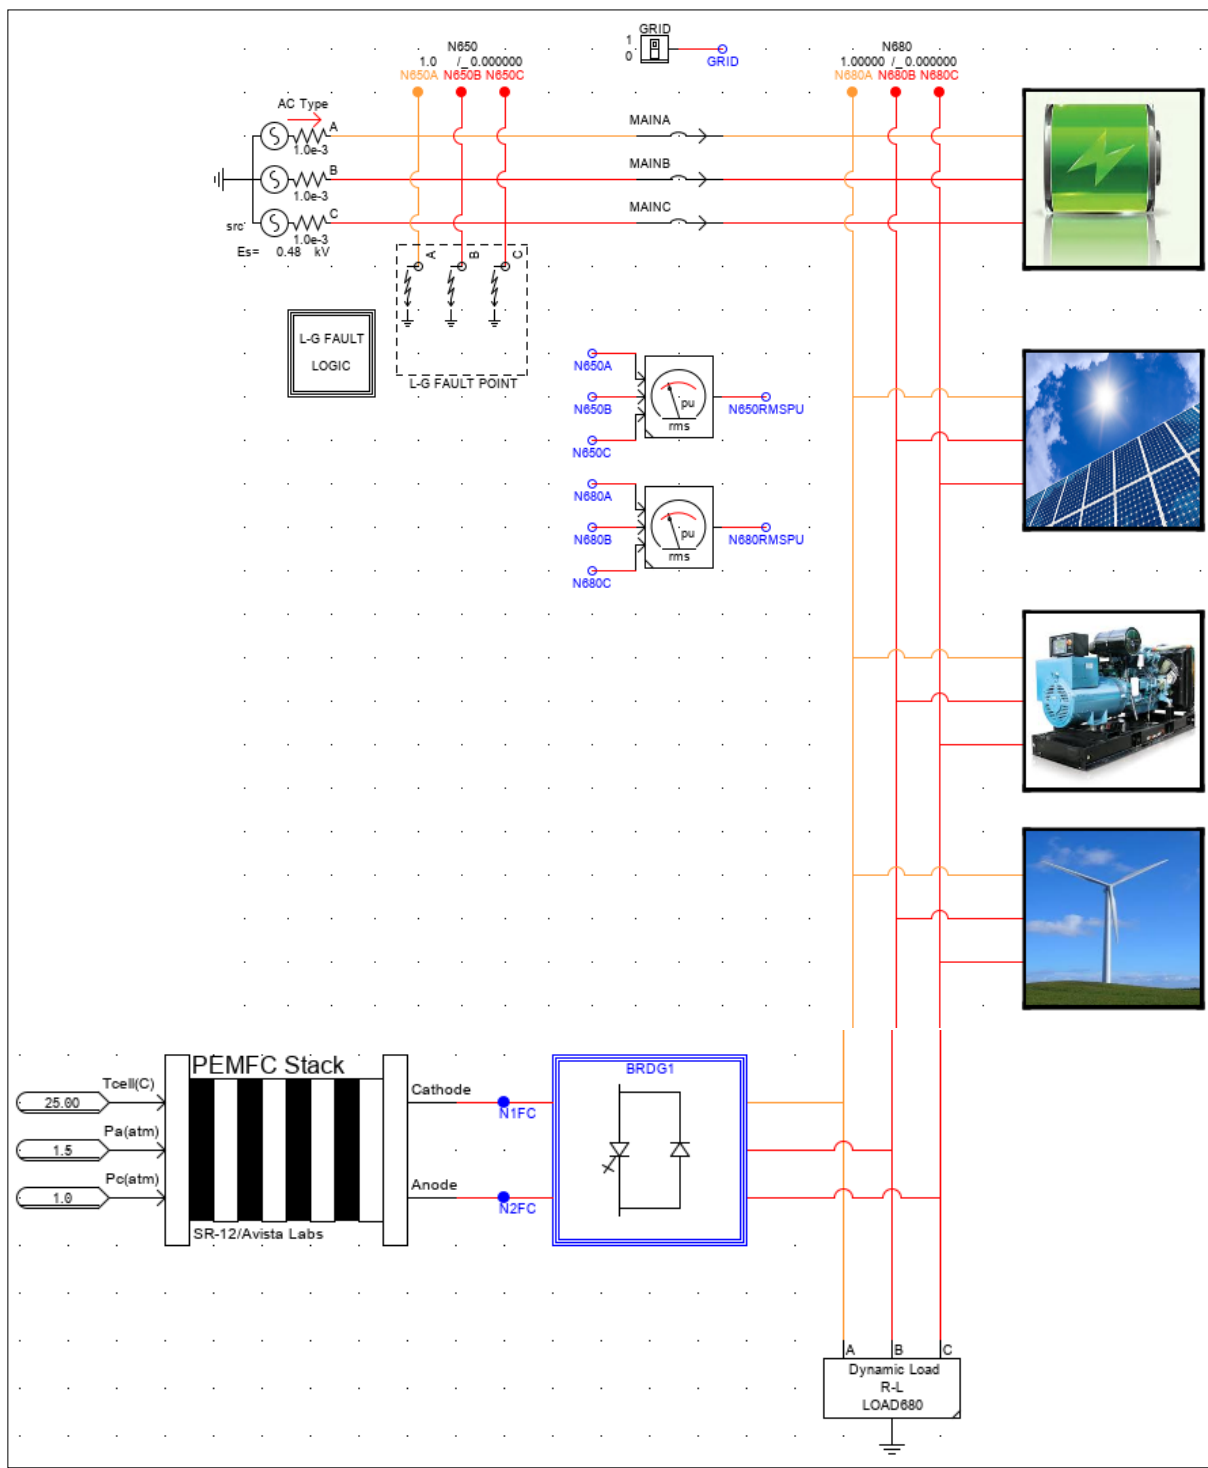 GRID
1
0
GRID
N650
1.0 /_0.000000
N650A N650B N650C
N680
1.00000 /_0.000000
N680A N680B N680C
AC Type
A
1.0e-3
B
1.0e-3
C
1.0e-3
src
Es= 0.48 kV
MAINA
MAINB
MAINC
A B C
L-G FAULT
LOGIC
L-G FAULT POINT
N650A
N650B
N650C
pu
rms
N650RMSPU
N680A
N680B
N680C
pu
rms
N680RMSPU
PEMFC Stack
Tcell(C)
25.00
Pa(atm)
1.5
Pc(atm)
1.0
SR-12/Avista Labs
Cathode
N1FC
Anode
N2FC
BRDG1
A B C
Dynamic Load
R-L
LOAD680